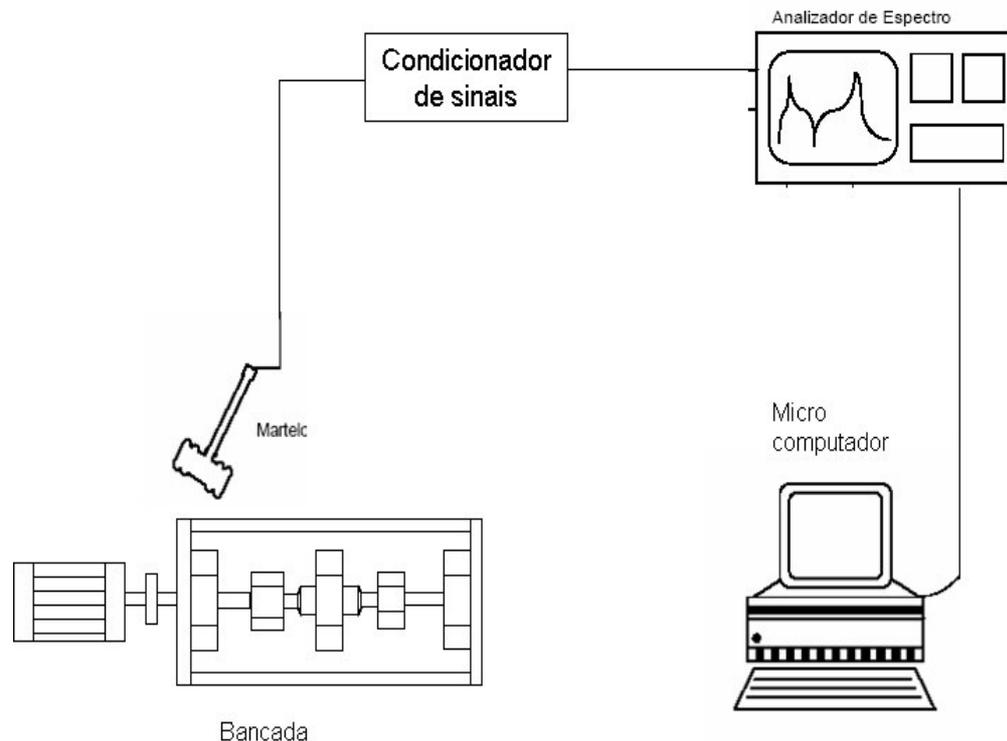 Analizador de Espectro
Condicionador
de sinais
Martelo
Micro
computador
Bancada